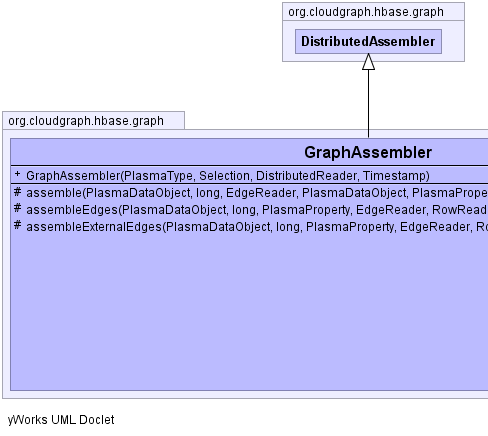 org.cloudgraph.hbase.graph
DistributedAssembler
org.cloudgraph.hbase.graph
GraphAssembler
+ GraphAssembler(PlasmaType, Selection, DistributedReader, Timestamp)
# assemble(PlasmaDataObject, long, EdgeReader, PlasmaDataObject, PlasmaPrope
# assembleEdges(PlasmaDataObject, long, PlasmaProperty, EdgeReader, RowRead
# assembleExternalEdges(PlasmaDataObject, long, PlasmaProperty, EdgeReader, Ro
yWorks UML Doclet